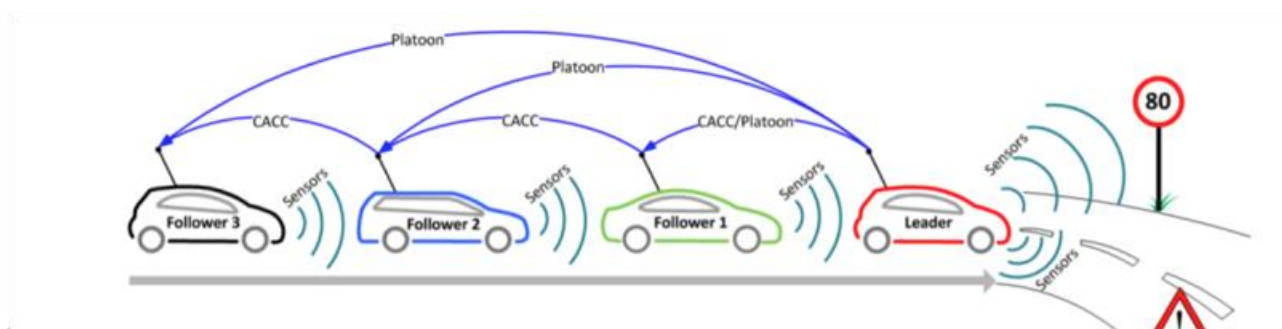 Platoon
Platoon
CACC
CACC
CACC/Platoon
80
Sensors
Sensors
Sensors
Sensors
Follower 3
Follower 2
Follower 1
Leader
Sensors
!